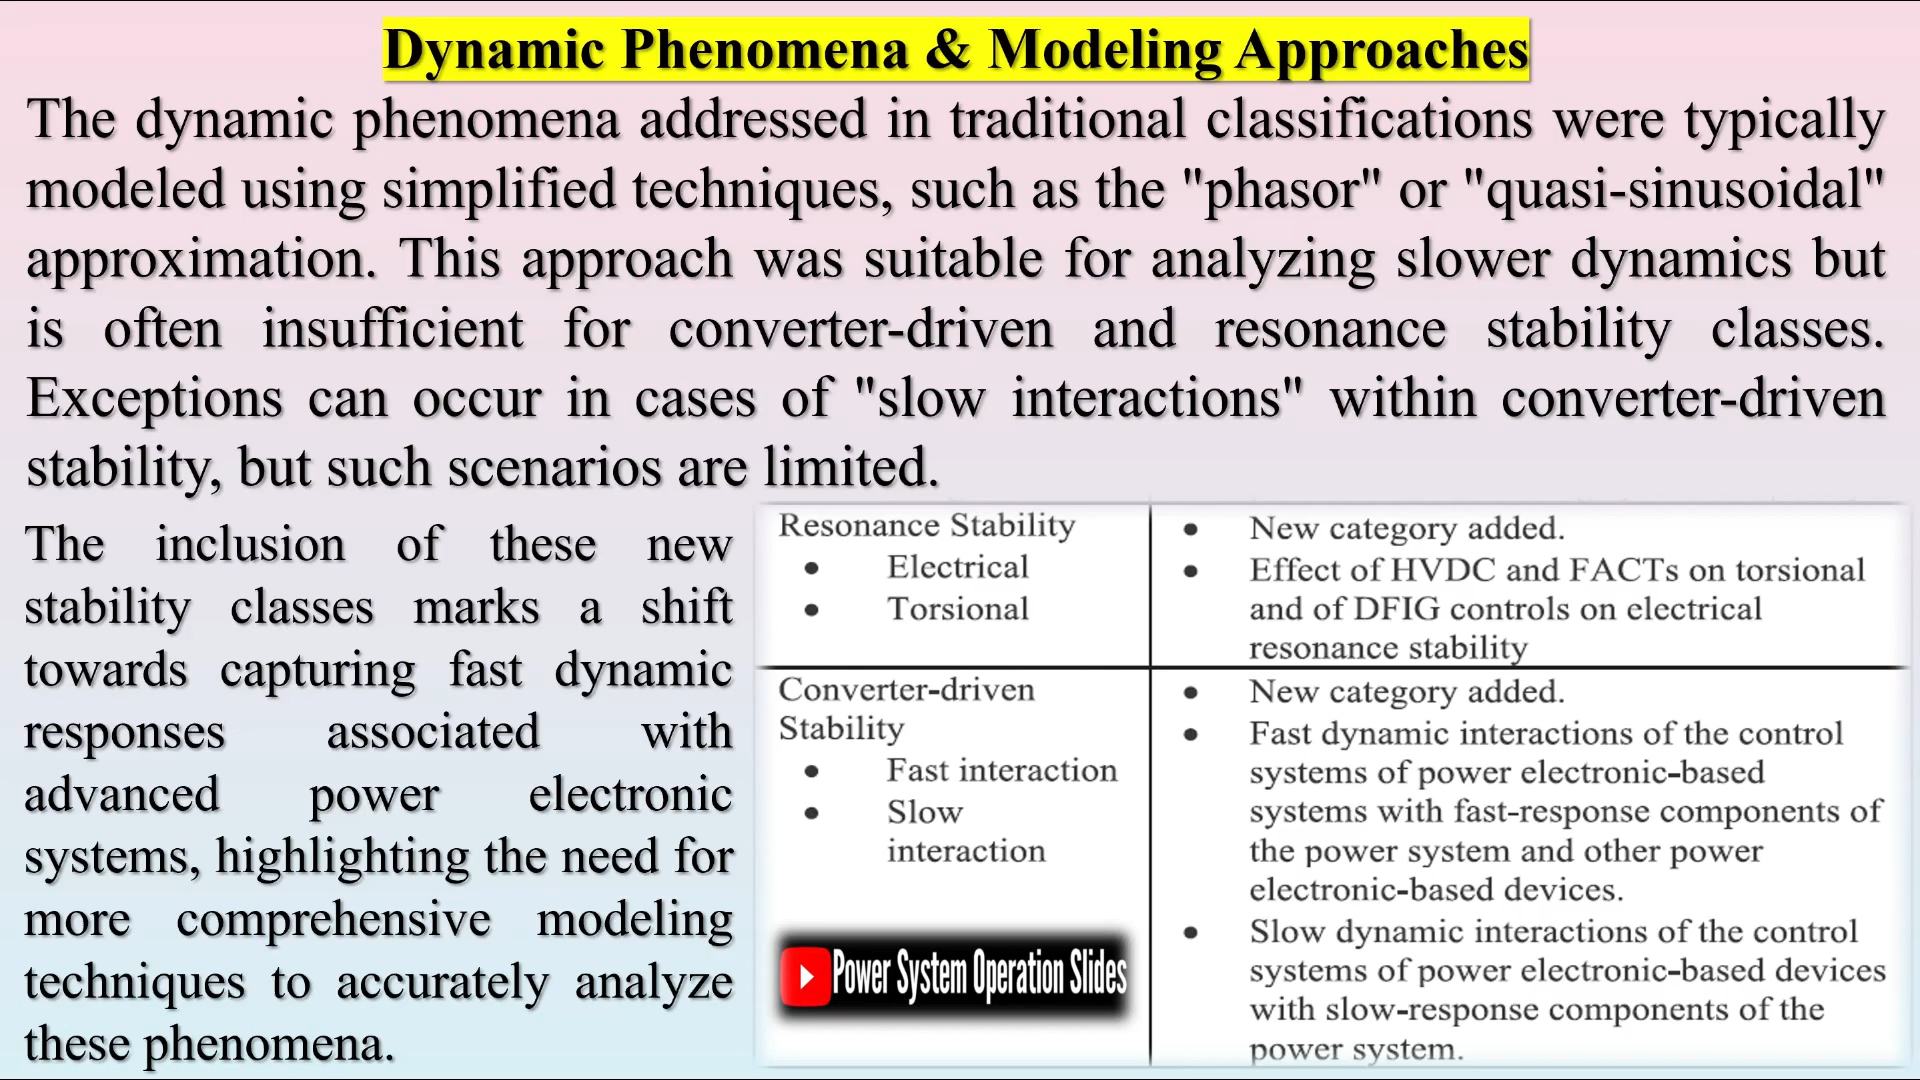 Dynamic Phenomena & Modeling Approaches
The dynamic phenomena addressed in traditional classifications were typically
modeled using simplified techniques, such as the "phasor" or "quasi-sinusoidal"
approximation. This approach was suitable for analyzing slower dynamics but
is often insufficient for converter-driven and resonance stability classes.
Exceptions can occur in cases of "slow interactions" within converter-driven
stability, but such scenarios are limited.
The inclusion of these new
stability classes marks a shift
towards capturing fast dynamic
responses associated with
advanced power electronic
systems, highlighting the need for
more comprehensive modeling
techniques to accurately analyze
these phenomena.
Resonance Stability
• Electrical
• Torsional
• New category added.
• Effect of HVDC and FACTs on torsional
and of DFIG controls on electrical
resonance stability
Converter-driven
Stability
• Fast interaction
• Slow
interaction
• New category added.
• Fast dynamic interactions of the control
systems of power electronic-based
systems with fast-response components of
the power system and other power
electronic-based devices.
• Slow dynamic interactions of the control
systems of power electronic-based devices
with slow-response components of the
power system.
Power System Operation Slides